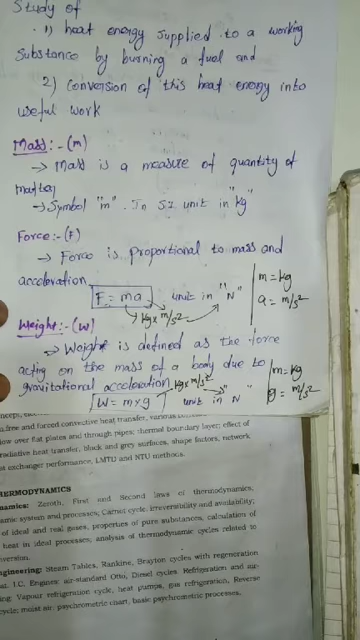 Study of
1) heat energy supplied to a working
substance by burning a fuel and
2) conversion of this heat energy into
useful work
Mass:- (m)
→ Mass is a measure of quantity of
matter
→ Symbol "m". In SI unit in "kg"
Force:- (F)
→ Force is proportional to mass and
acceleration
F = ma unit in "N"
kg x m/s²
m = kg
a = m/s²
Weight:- (W)
→ Weight is defined as the force
acting on the mass of a body due to
gravitational acceleration
kg x m/s²
W = m x g unit in "N"
m = kg
g = m/s²
free and forced convective heat transfer, various
flow over flat plates and through pipes; thermal boundary layer; effect of
radiative heat transfer, black and grey surfaces, shape factors, network
exchanger performance, LMTD and NTU methods.
THERMODYNAMICS
Zeroth, First and Second laws of thermodynamics;
system and processes; Carnot cycle, irreversibility and availability;
of ideal and real gases, properties of pure substances, calculation of
heat in ideal processes; analysis of thermodynamic cycles related to
Steam Tables, Rankine, Brayton cycles with regeneration
I.C. Engines: air-standard Otto, Diesel cycles. Refrigeration and air-
Vapour refrigeration cycle, heat pumps, gas refrigeration, Reverse
cycle; moist air: psychrometric chart, basic psychrometric processes.